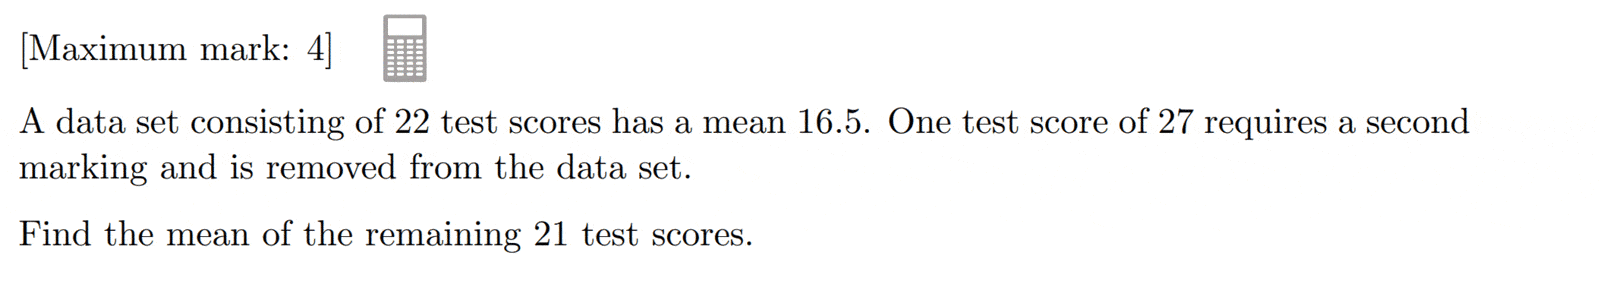 [Maximum mark: 4]
A data set consisting of 22 test scores has a mean 16.5. One test score of 27 requires a second
marking and is removed from the data set.
Find the mean of the remaining 21 test scores.